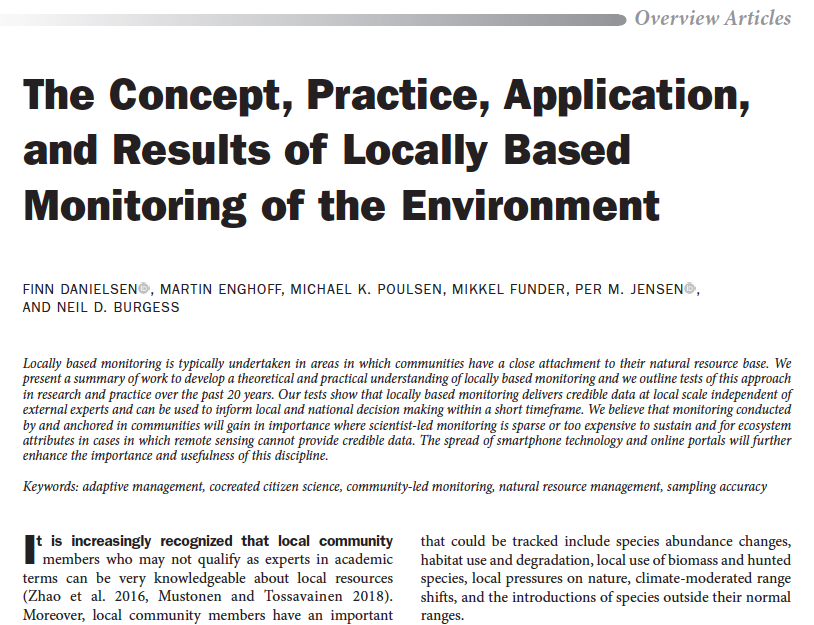 Overview Articles
The Concept, Practice, Application,
and Results of Locally Based
Monitoring of the Environment
FINN DANIELSEN, MARTIN ENGHOFF, MICHAEL K. POULSEN, MIKKEL FUNDER, PER M. JENSEN,
AND NEIL D. BURGESS
Locally based monitoring is typically undertaken in areas in which communities have a close attachment to their natural resource base. We
present a summary of work to develop a theoretical and practical understanding of locally based monitoring and we outline tests of this approach
in research and practice over the past 20 years. Our tests show that locally based monitoring delivers credible data at local scale independent of
external experts and can be used to inform local and national decision making within a short timeframe. We believe that monitoring conducted
by and anchored in communities will gain in importance where scientist-led monitoring is sparse or too expensive to sustain and for ecosystem
attributes in cases in which remote sensing cannot provide credible data. The spread of smartphone technology and online portals will further
enhance the importance and usefulness of this discipline.
Keywords: adaptive management, cocreated citizen science, community-led monitoring, natural resource management, sampling accuracy
It is increasingly recognized that local community
members who may not qualify as experts in academic
terms can be very knowledgeable about local resources
(Zhao et al. 2016, Mustonen and Tossavainen 2018).
Moreover, local community members have an important
that could be tracked include species abundance changes,
habitat use and degradation, local use of biomass and hunted
species, local pressures on nature, climate-moderated range
shifts, and the introductions of species outside their normal
ranges.